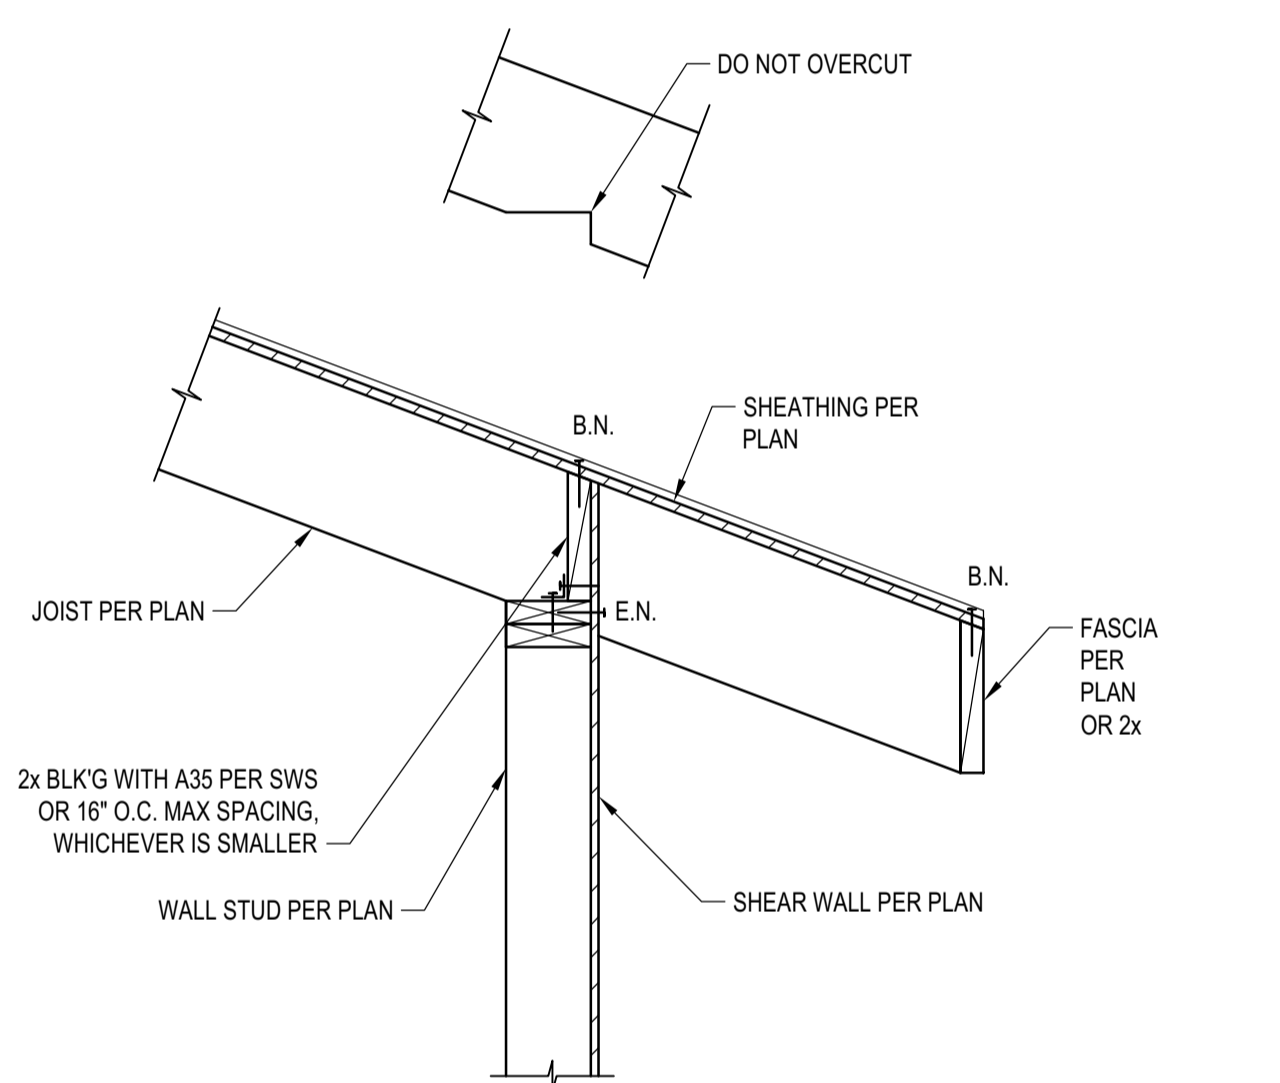 DO NOT OVERCUT
B.N.
SHEATHING PER
PLAN
B.N.
JOIST PER PLAN
E.N.
FASCIA
PER
PLAN
OR 2x
2x BLK'G WITH A35 PER SWS
OR 16" O.C. MAX SPACING,
WHICHEVER IS SMALLER
WALL STUD PER PLAN
SHEAR WALL PER PLAN